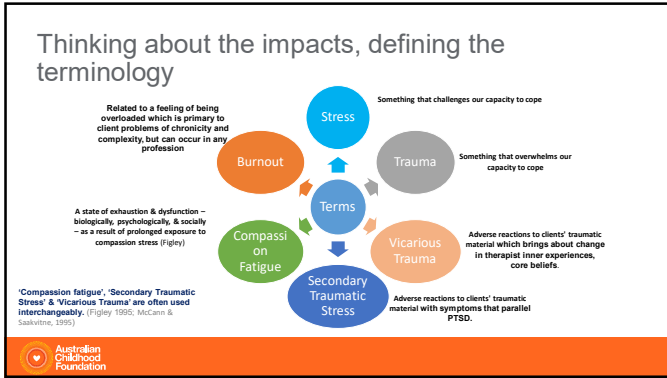 Thinking about the impacts, defining the
terminology
Stress
Something that challenges our capacity to cope
Related to a feeling of being
overloaded which is primary to
client problems of chronicity and
complexity, but can occur in any
profession
Burnout
Trauma
Something that overwhelms our
capacity to cope
Terms
A state of exhaustion & dysfunction –
biologically, psychologically, & socially
– as a result of prolonged exposure to
compassion stress (Figley)
Compassi
on
Fatigue
Vicarious
Trauma
Adverse reactions to clients' traumatic
material which brings about change
in therapist inner experiences,
core beliefs.
Secondary
Traumatic
Stress
Adverse reactions to clients' traumatic
material with symptoms that parallel
PTSD.
'Compassion fatigue', 'Secondary Traumatic
Stress' & 'Vicarious Trauma' are often used
interchangeably. (Figley 1995; McCann &
Saakvitne, 1995)
Australian
Childhood
Foundation